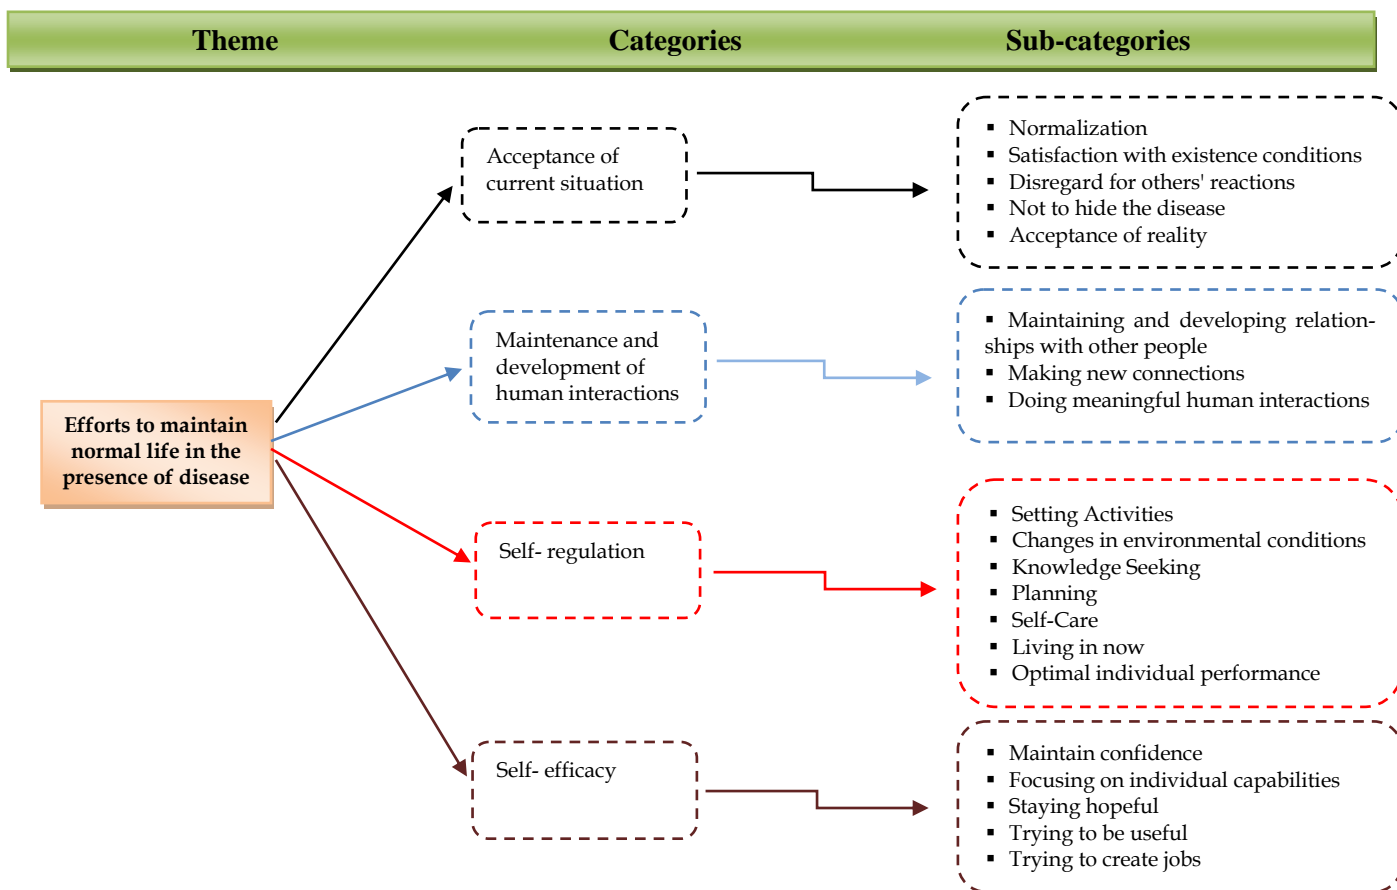 Theme Categories Sub-categories
Efforts to maintain
normal life in the
presence of disease
Acceptance of
current situation
▪ Normalization
▪ Satisfaction with existence conditions
▪ Disregard for others' reactions
▪ Not to hide the disease
▪ Acceptance of reality
Maintenance and
development of
human interactions
▪ Maintaining and developing relation-
ships with other people
▪ Making new connections
▪ Doing meaningful human interactions
Self- regulation
▪ Setting Activities
▪ Changes in environmental conditions
▪ Knowledge Seeking
▪ Planning
▪ Self-Care
▪ Living in now
▪ Optimal individual performance
Self- efficacy
▪ Maintain confidence
▪ Focusing on individual capabilities
▪ Staying hopeful
▪ Trying to be useful
▪ Trying to create jobs